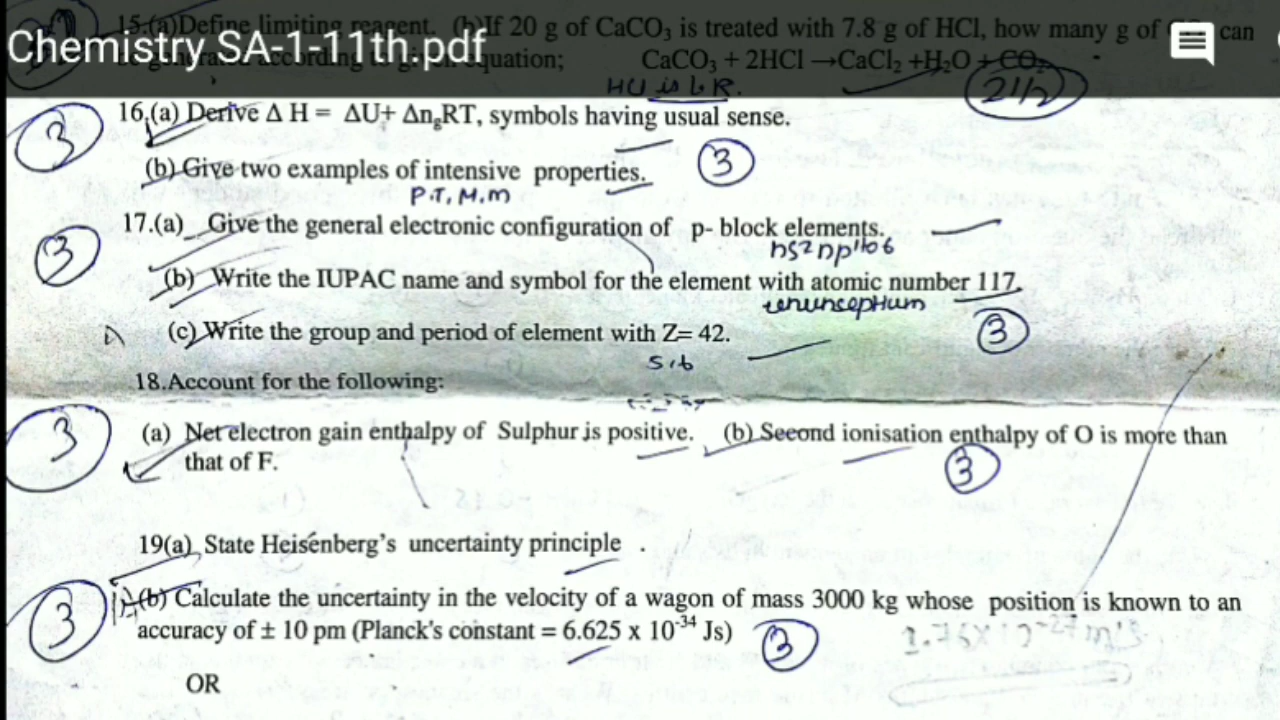 15.(a)Define limiting reagent. (b)If 20 g of CaCO₃ is treated with 7.8 g of HCl, how many g of can
Chemistry SA-1-11th.pdf
equation; CaCO₃ + 2HCl →CaCl₂ +H₂O + CO₂
HCl is L.R.
2 1/2
3
16.(a) Derive Δ H = ΔU+ ΔngRT, symbols having usual sense.
(b) Give two examples of intensive properties.
3
P.T, M.m
17.(a) Give the general electronic configuration of p- block elements.
3
ns2np1to6
(b) Write the IUPAC name and symbol for the element with atomic number 117.
(c) Write the group and period of element with Z= 42.
3
5,6
18.Account for the following:
3
(a) Net electron gain enthalpy of Sulphur is positive. (b) Second ionisation enthalpy of O is more than
that of F.
3
19(a) State Heisénberg's uncertainty principle .
3
(b) Calculate the uncertainty in the velocity of a wagon of mass 3000 kg whose position is known to an
accuracy of ± 10 pm (Planck's constant = 6.625 x 10⁻³⁴ Js)
3
OR